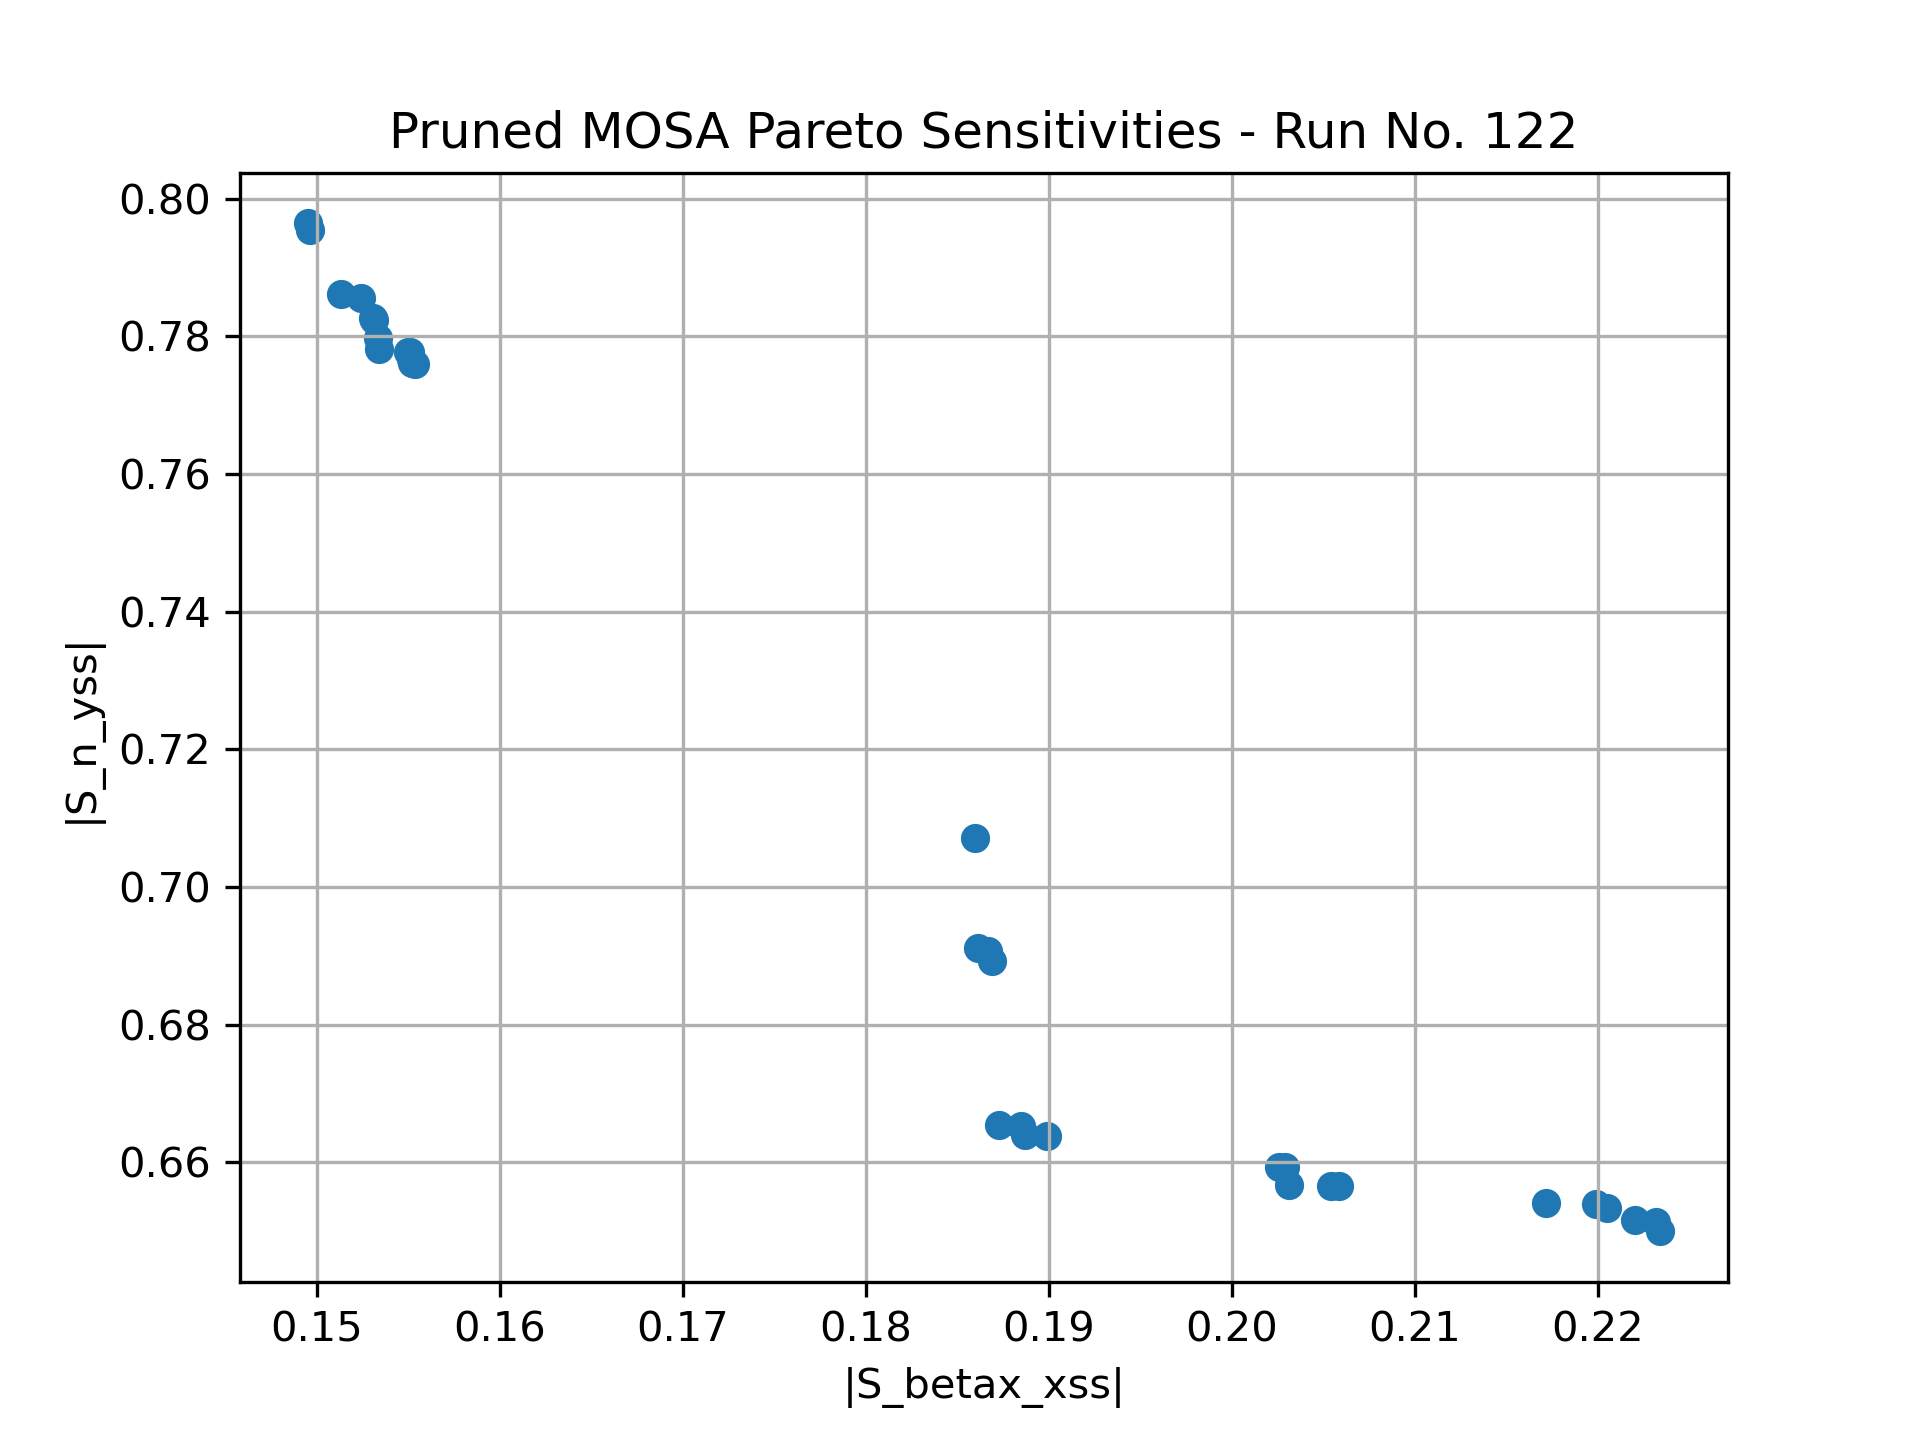 Pruned MOSA Pareto Sensitivities - Run No. 122
0.80
0.78
0.76
0.74
0.72
0.70
0.68
0.66
|S_n_yss|
0.15 0.16 0.17 0.18 0.19 0.20 0.21 0.22
|S_betax_xss|